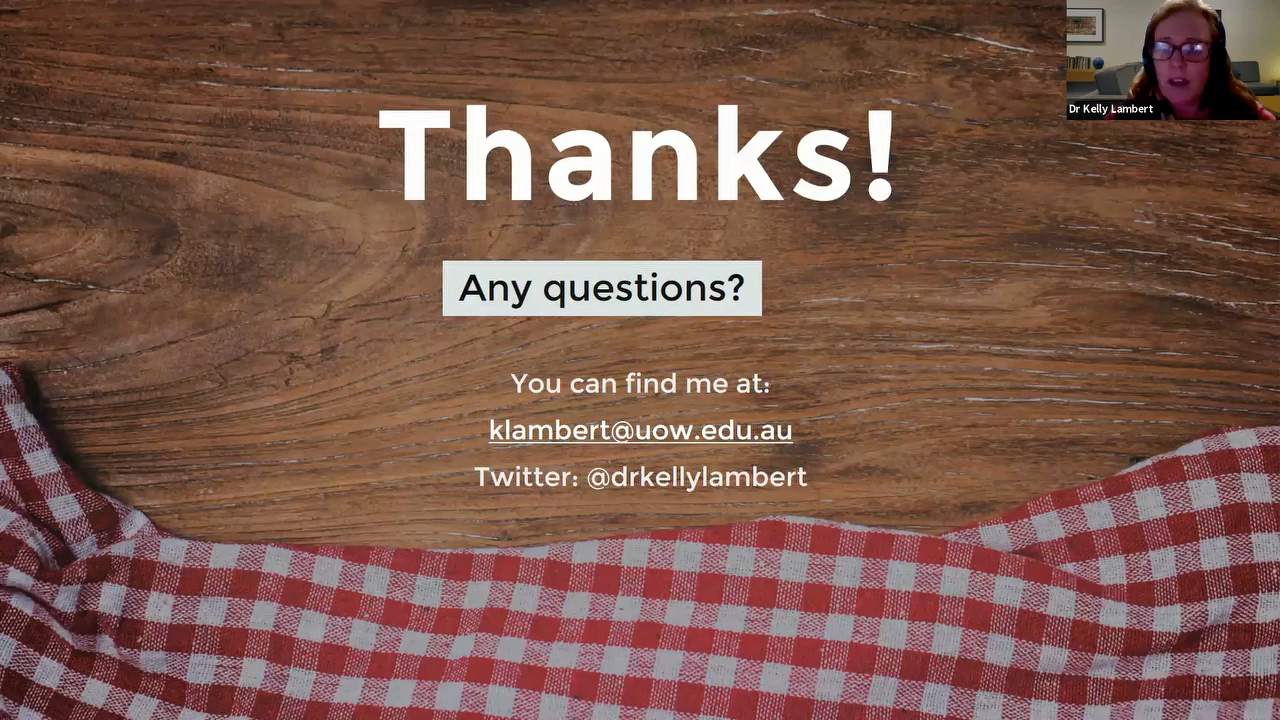 Thanks!
Dr Kelly Lambert
Any questions?
You can find me at:
klambert@uow.edu.au
Twitter: @drkellylambert